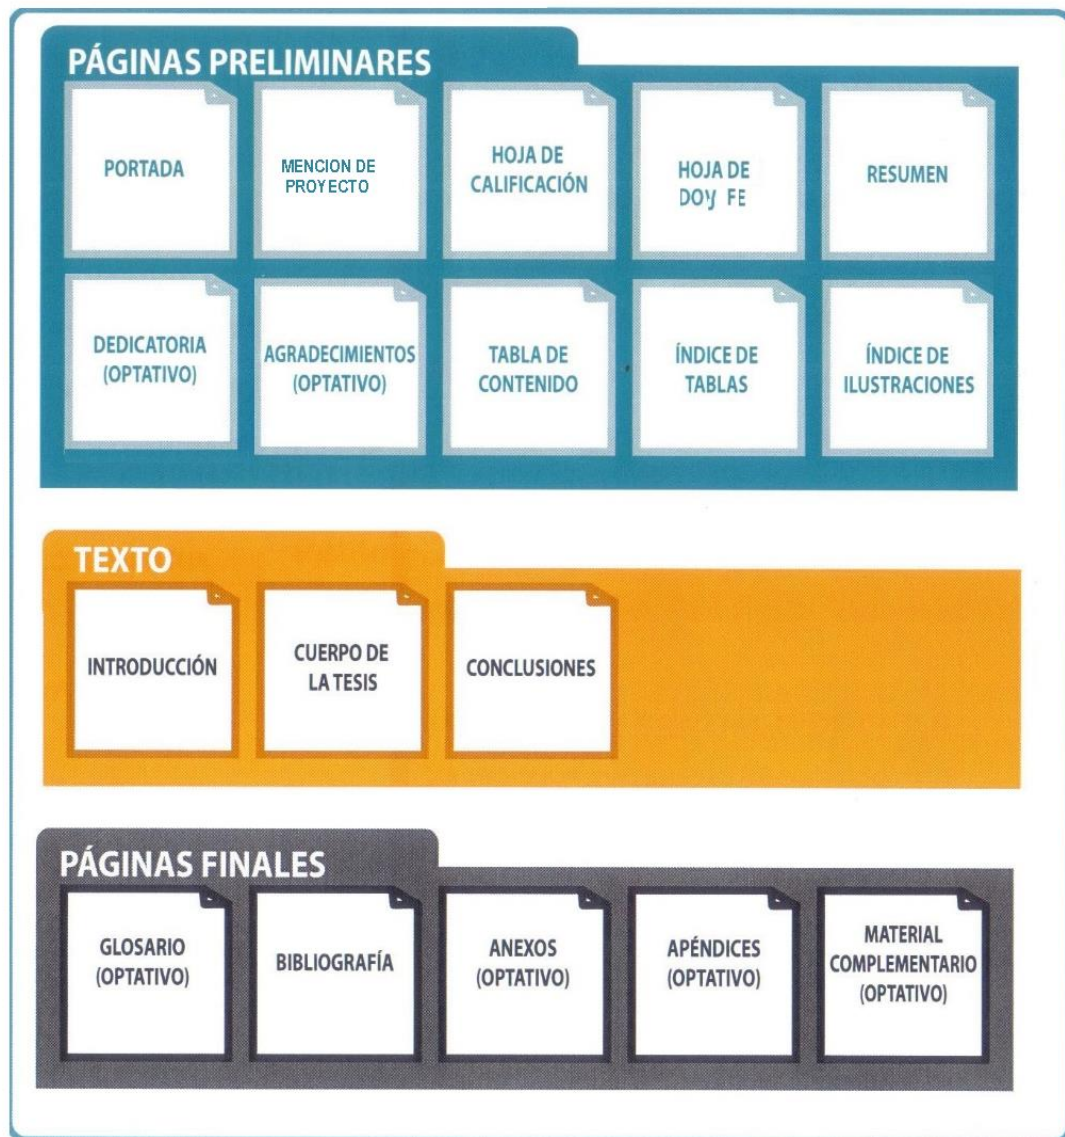 PÁGINAS PRELIMINARES
PORTADA
MENCION DE
PROYECTO
HOJA DE
CALIFICACIÓN
HOJA DE
DOy FE
RESUMEN
DEDICATORIA
(OPTATIVO)
AGRADECIMIENTOS
(OPTATIVO)
TABLA DE
CONTENIDO
ÍNDICE DE
TABLAS
ÍNDICE DE
ILUSTRACIONES
TEXTO
INTRODUCCIÓN
CUERPO DE
LA TESIS
CONCLUSIONES
PÁGINAS FINALES
GLOSARIO
(OPTATIVO)
BIBLIOGRAFÍA
ANEXOS
(OPTATIVO)
APÉNDICES
(OPTATIVO)
MATERIAL
COMPLEMENTARIO
(OPTATIVO)